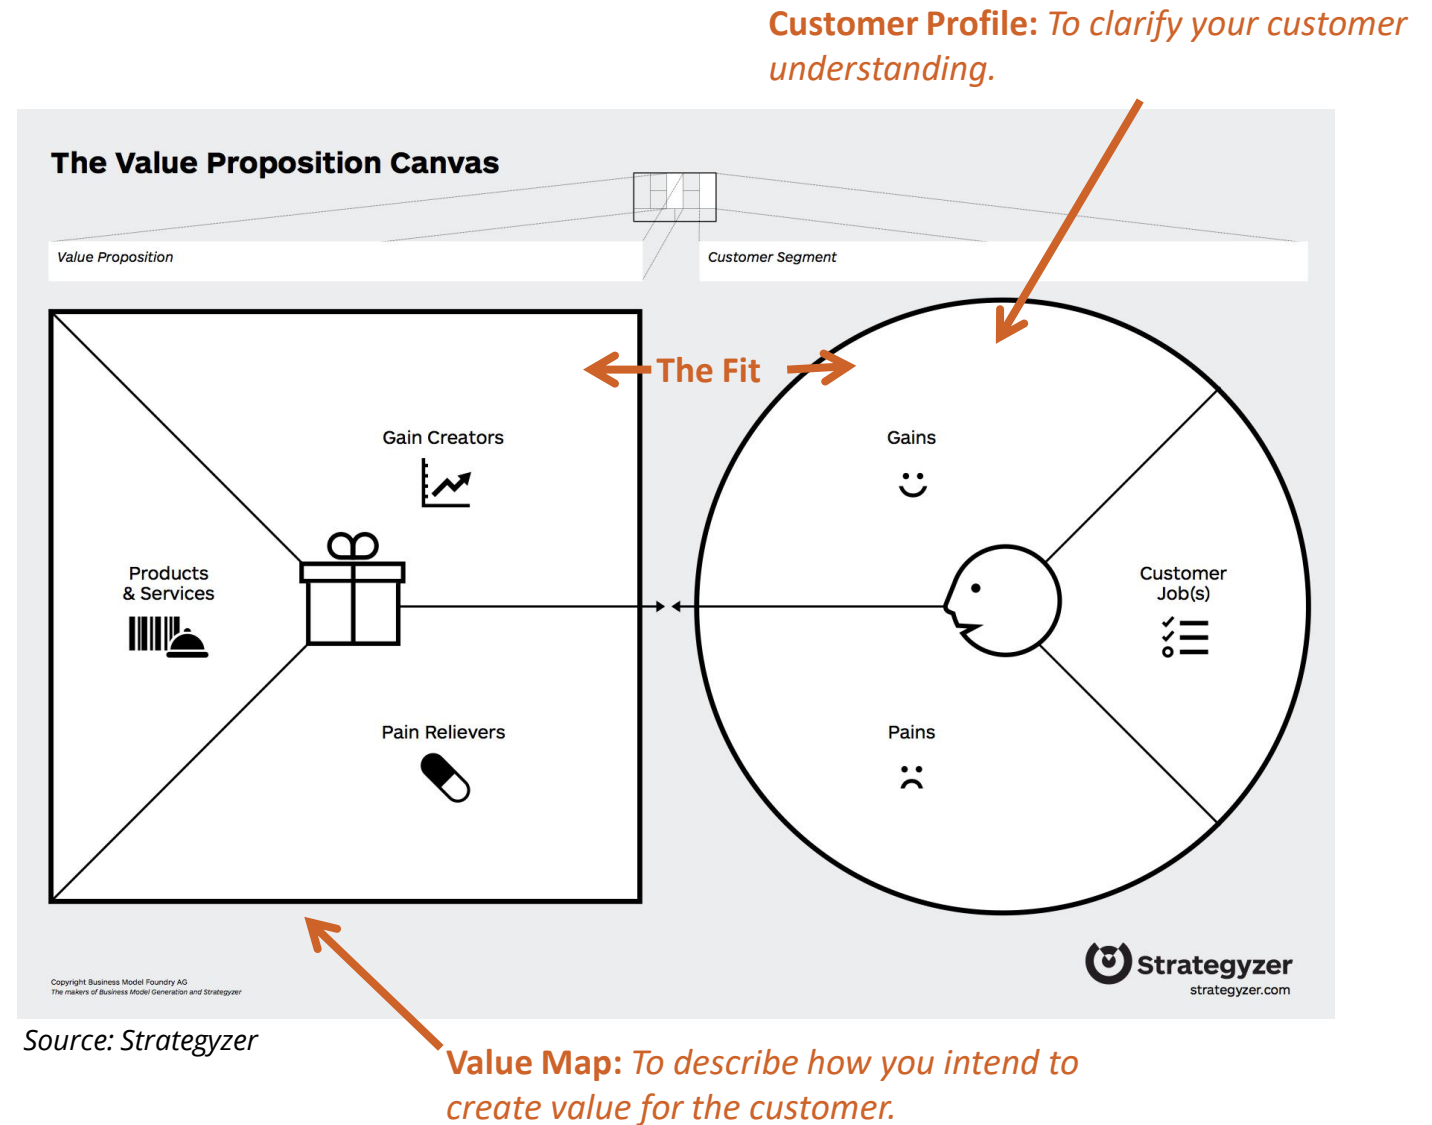 Customer Profile: To clarify your customer
understanding.
The Value Proposition Canvas
Value Proposition
Customer Segment
The Fit
Gain Creators
Gains
Products
& Services
Customer
Job(s)
Pain Relievers
Pains
Strategyzer
strategyzer.com
Copyright Business Model Foundry AG
The makers of Business Model Generation and Strategyzer
Source: Strategyzer
Value Map: To describe how you intend to
create value for the customer.